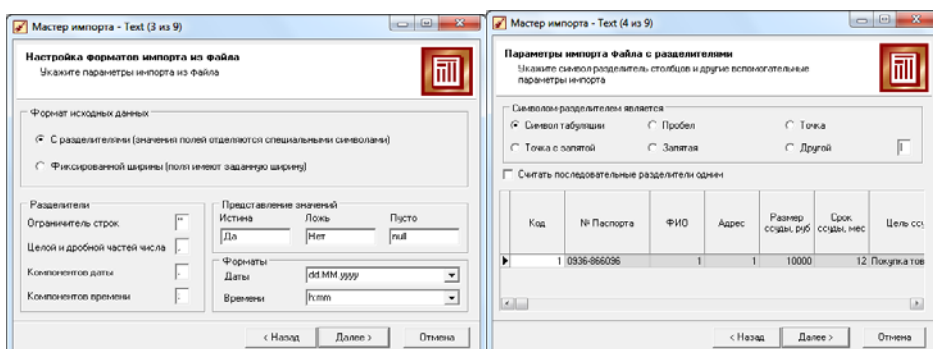 Мастер импорта - Text (3 из 9)
Настройка форматов импорта из файла
Укажите параметры импорта из файла
Формат исходных данных
С разделителями (значения полей отделяются специальными символами)
Фиксированной ширины (поля имеют заданную ширину)
Разделители
Ограничитель строк "
Целой и дробной частей числа
Компонентов даты .
Компонентов времени :
Представление значений
Истина Ложь Пусто
Да Нет null
Форматы
Даты dd.MM.yyyy
Времени h:mm
< Назад Далее > Отмена
Мастер импорта - Text (4 из 9)
Параметры импорта файла с разделителями
Укажите символ разделитель столбцов и другие вспомогательные
параметры импорта
Символом-разделителем является
Символ табуляции Пробел Точка
Точка с запятой Запятая Другой
Считать последовательные разделители одним
Код № Паспорта ФИО Адрес Размер ссуды, руб Срок ссуды, мес Цель ссу
1 0936-866096 1 1 10000 12 Покупка тов
< Назад Далее > Отмена